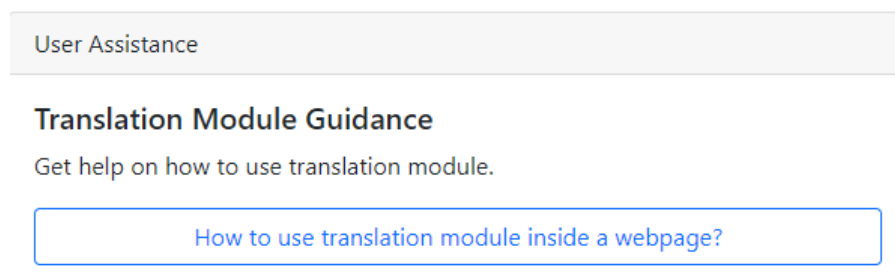 User Assistance
Translation Module Guidance
Get help on how to use translation module.
How to use translation module inside a webpage?